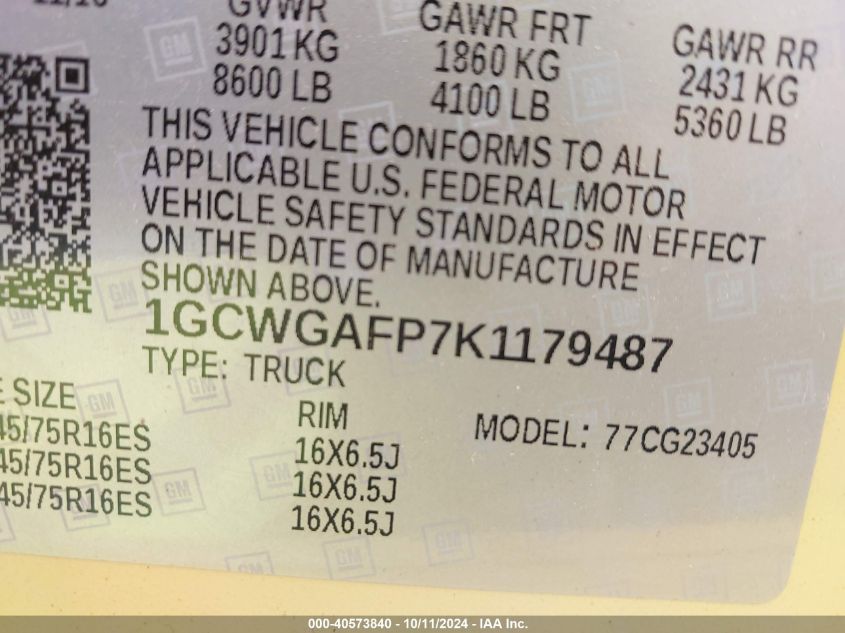 GVWR GAWR FRT GAWR RR
3901 KG 1860 KG 2431 KG
8600 LB 4100 LB 5360 LB
THIS VEHICLE CONFORMS TO ALL
APPLICABLE U.S. FEDERAL MOTOR
VEHICLE SAFETY STANDARDS IN EFFECT
ON THE DATE OF MANUFACTURE
SHOWN ABOVE.
1GCWGAFP7K1179487
TYPE: TRUCK
E SIZE RIM MODEL: 77CG23405
45/75R16ES 16X6.5J
45/75R16ES 16X6.5J
45/75R16ES 16X6.5J
GM
000-40573840 - 10/11/2024 - IAA Inc.